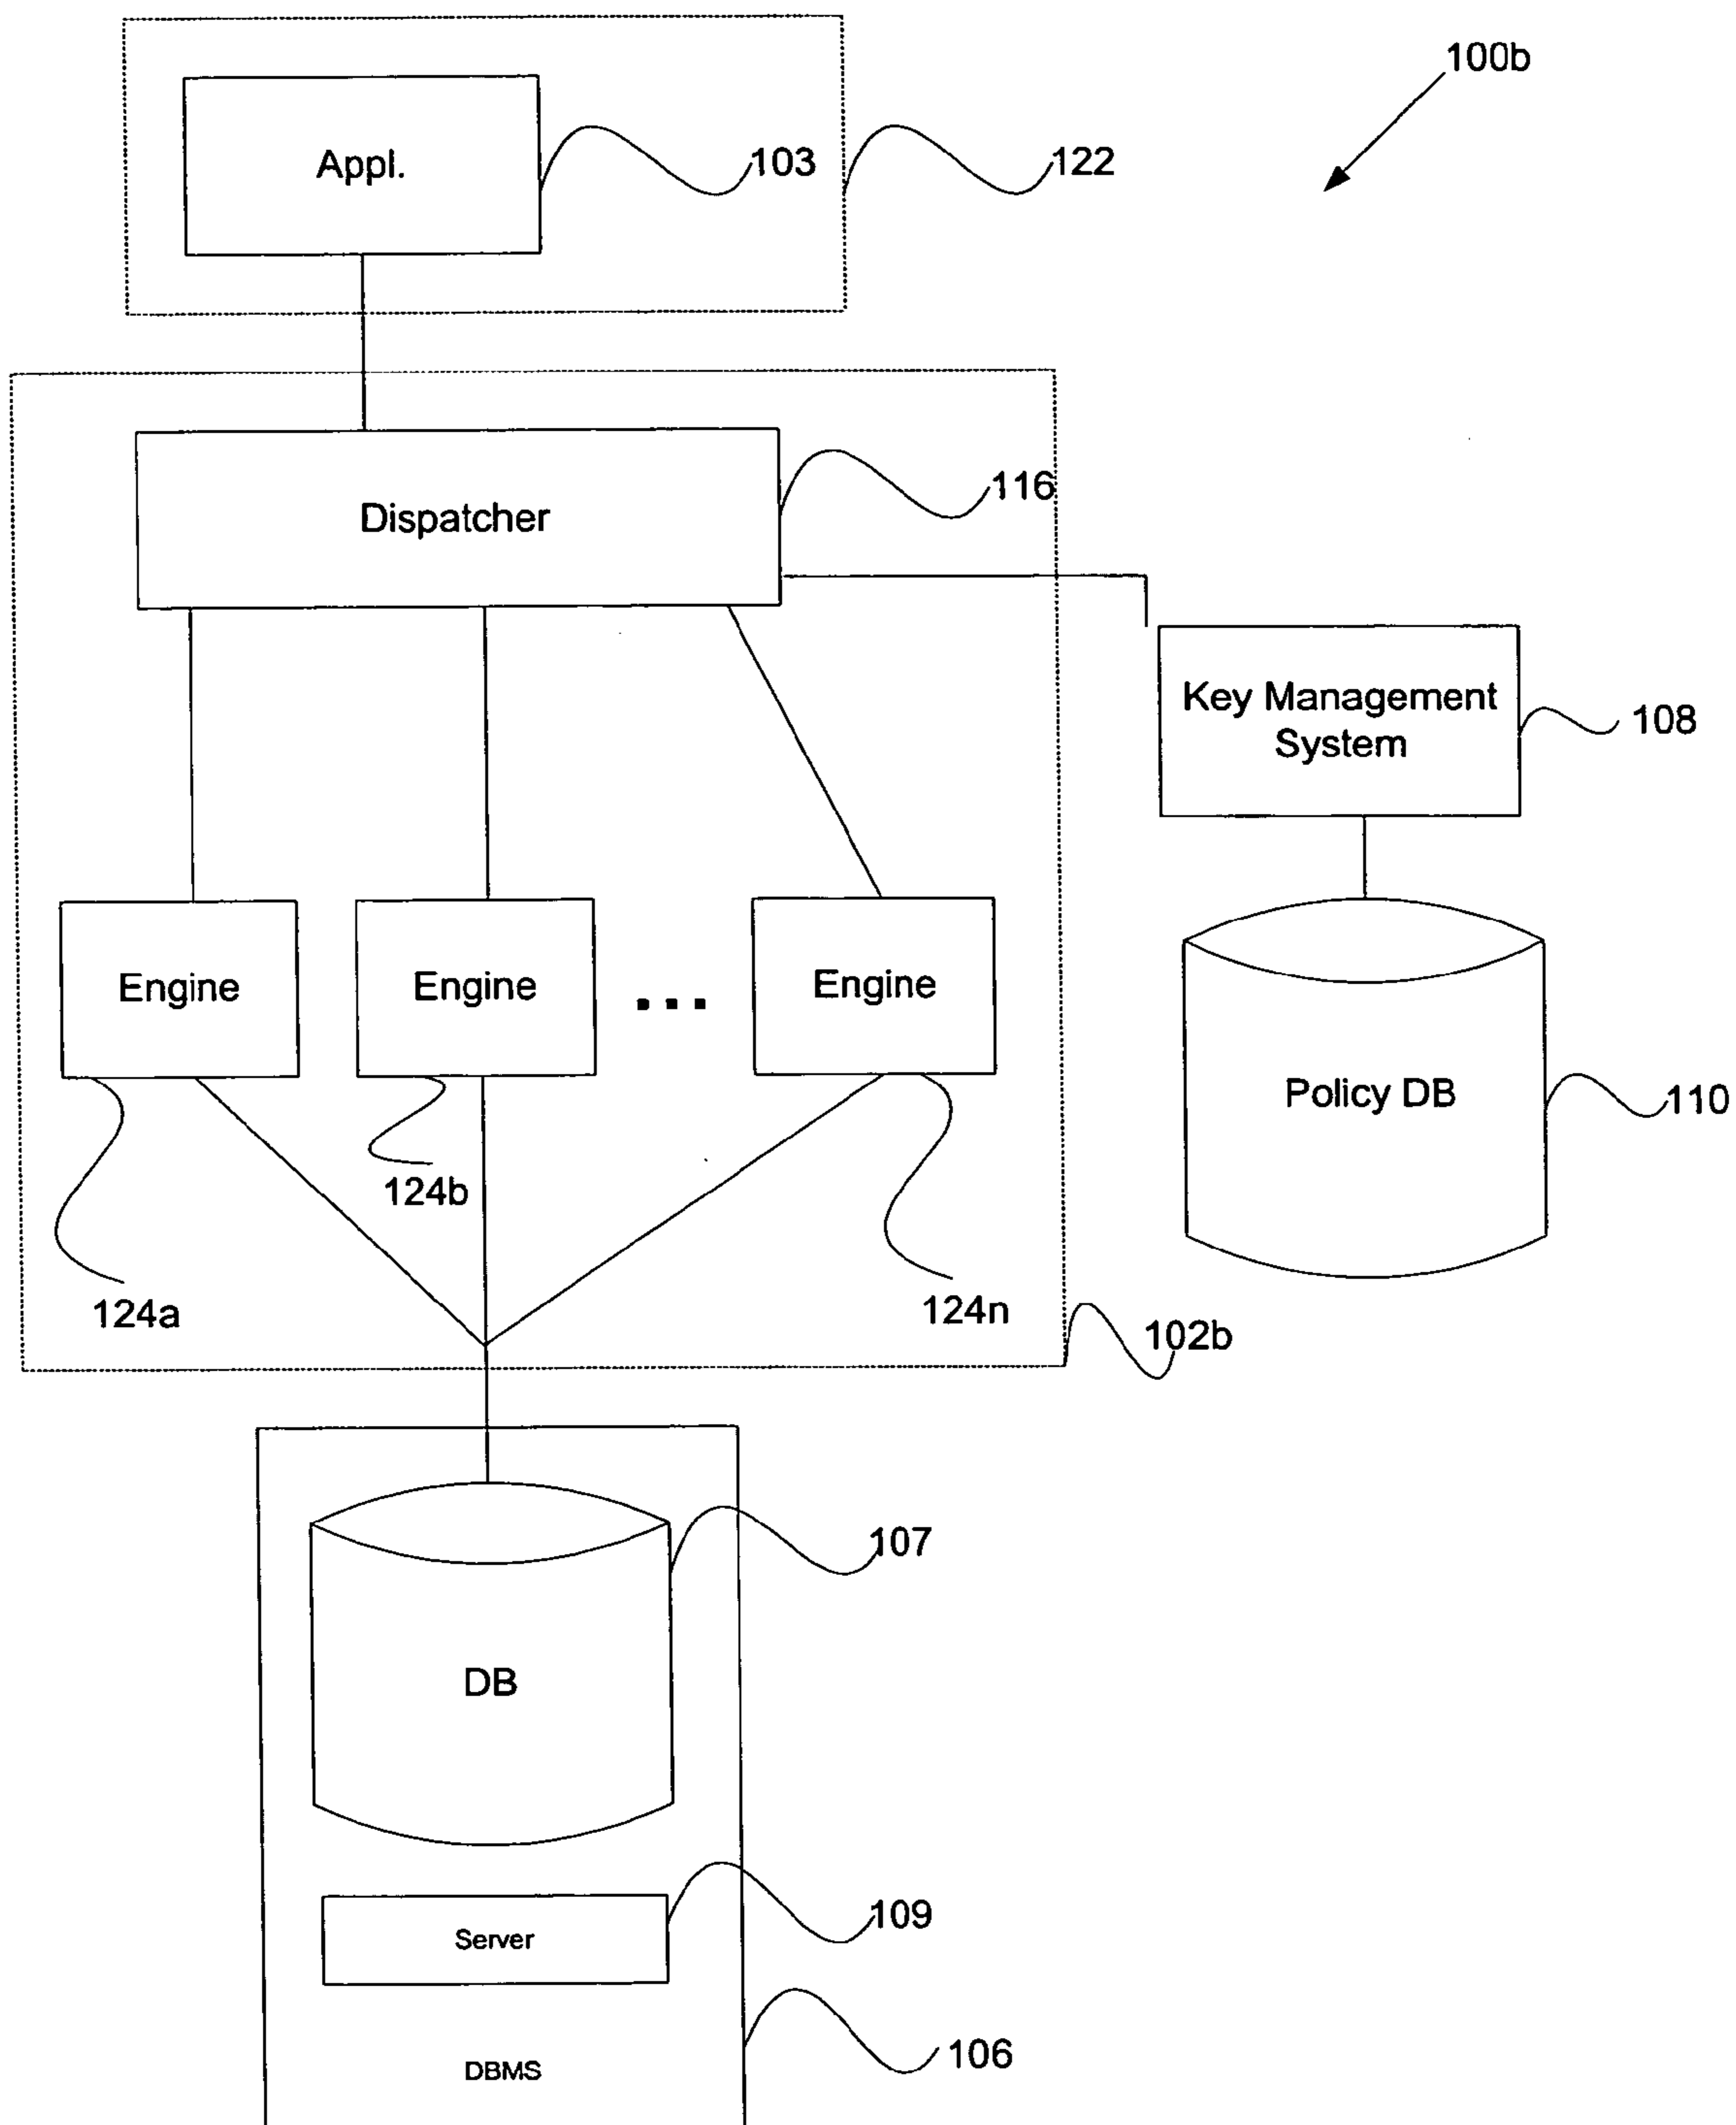 100b
Appl.
103
122
Dispatcher
116
Key Management
System
108
Engine
Engine
...
Engine
Policy DB
110
124b
124a
124n
102b
107
DB
109
Server
106
DBMS